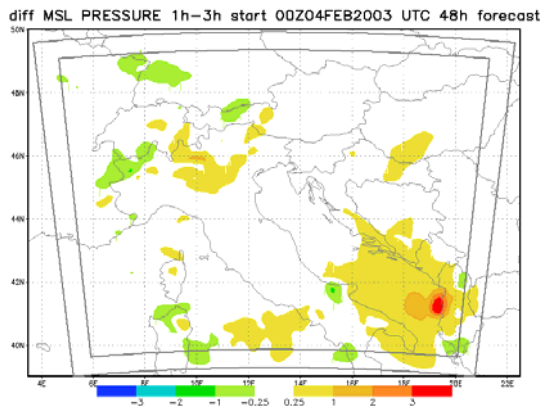 diff MSL PRESSURE 1h-3h start 00Z04FEB2003 UTC 48h forecast
50N
48N
46N
44N
42N
40N
4E 6E 8E 10E 12E 14E 16E 18E 20E 22E
-3 -2 -1 -0.25 0.25 1 2 3